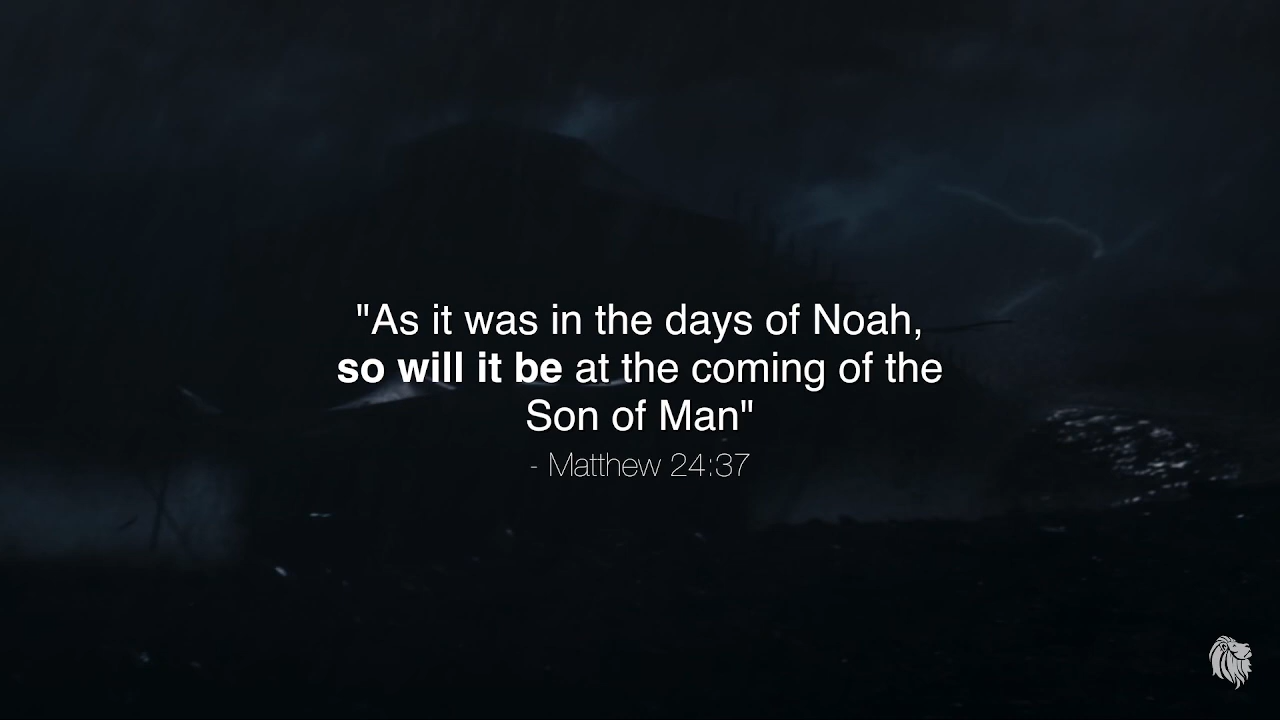 "As it was in the days of Noah,
so will it be at the coming of the
Son of Man"
- Matthew 24:37